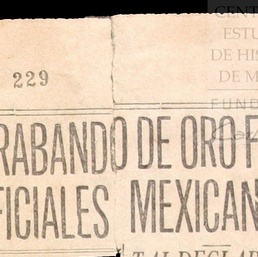 CENT
ESTU
DE HIS
DE M
FUND
229
RABANDO DE ORO F
FICIALES MEXICAN